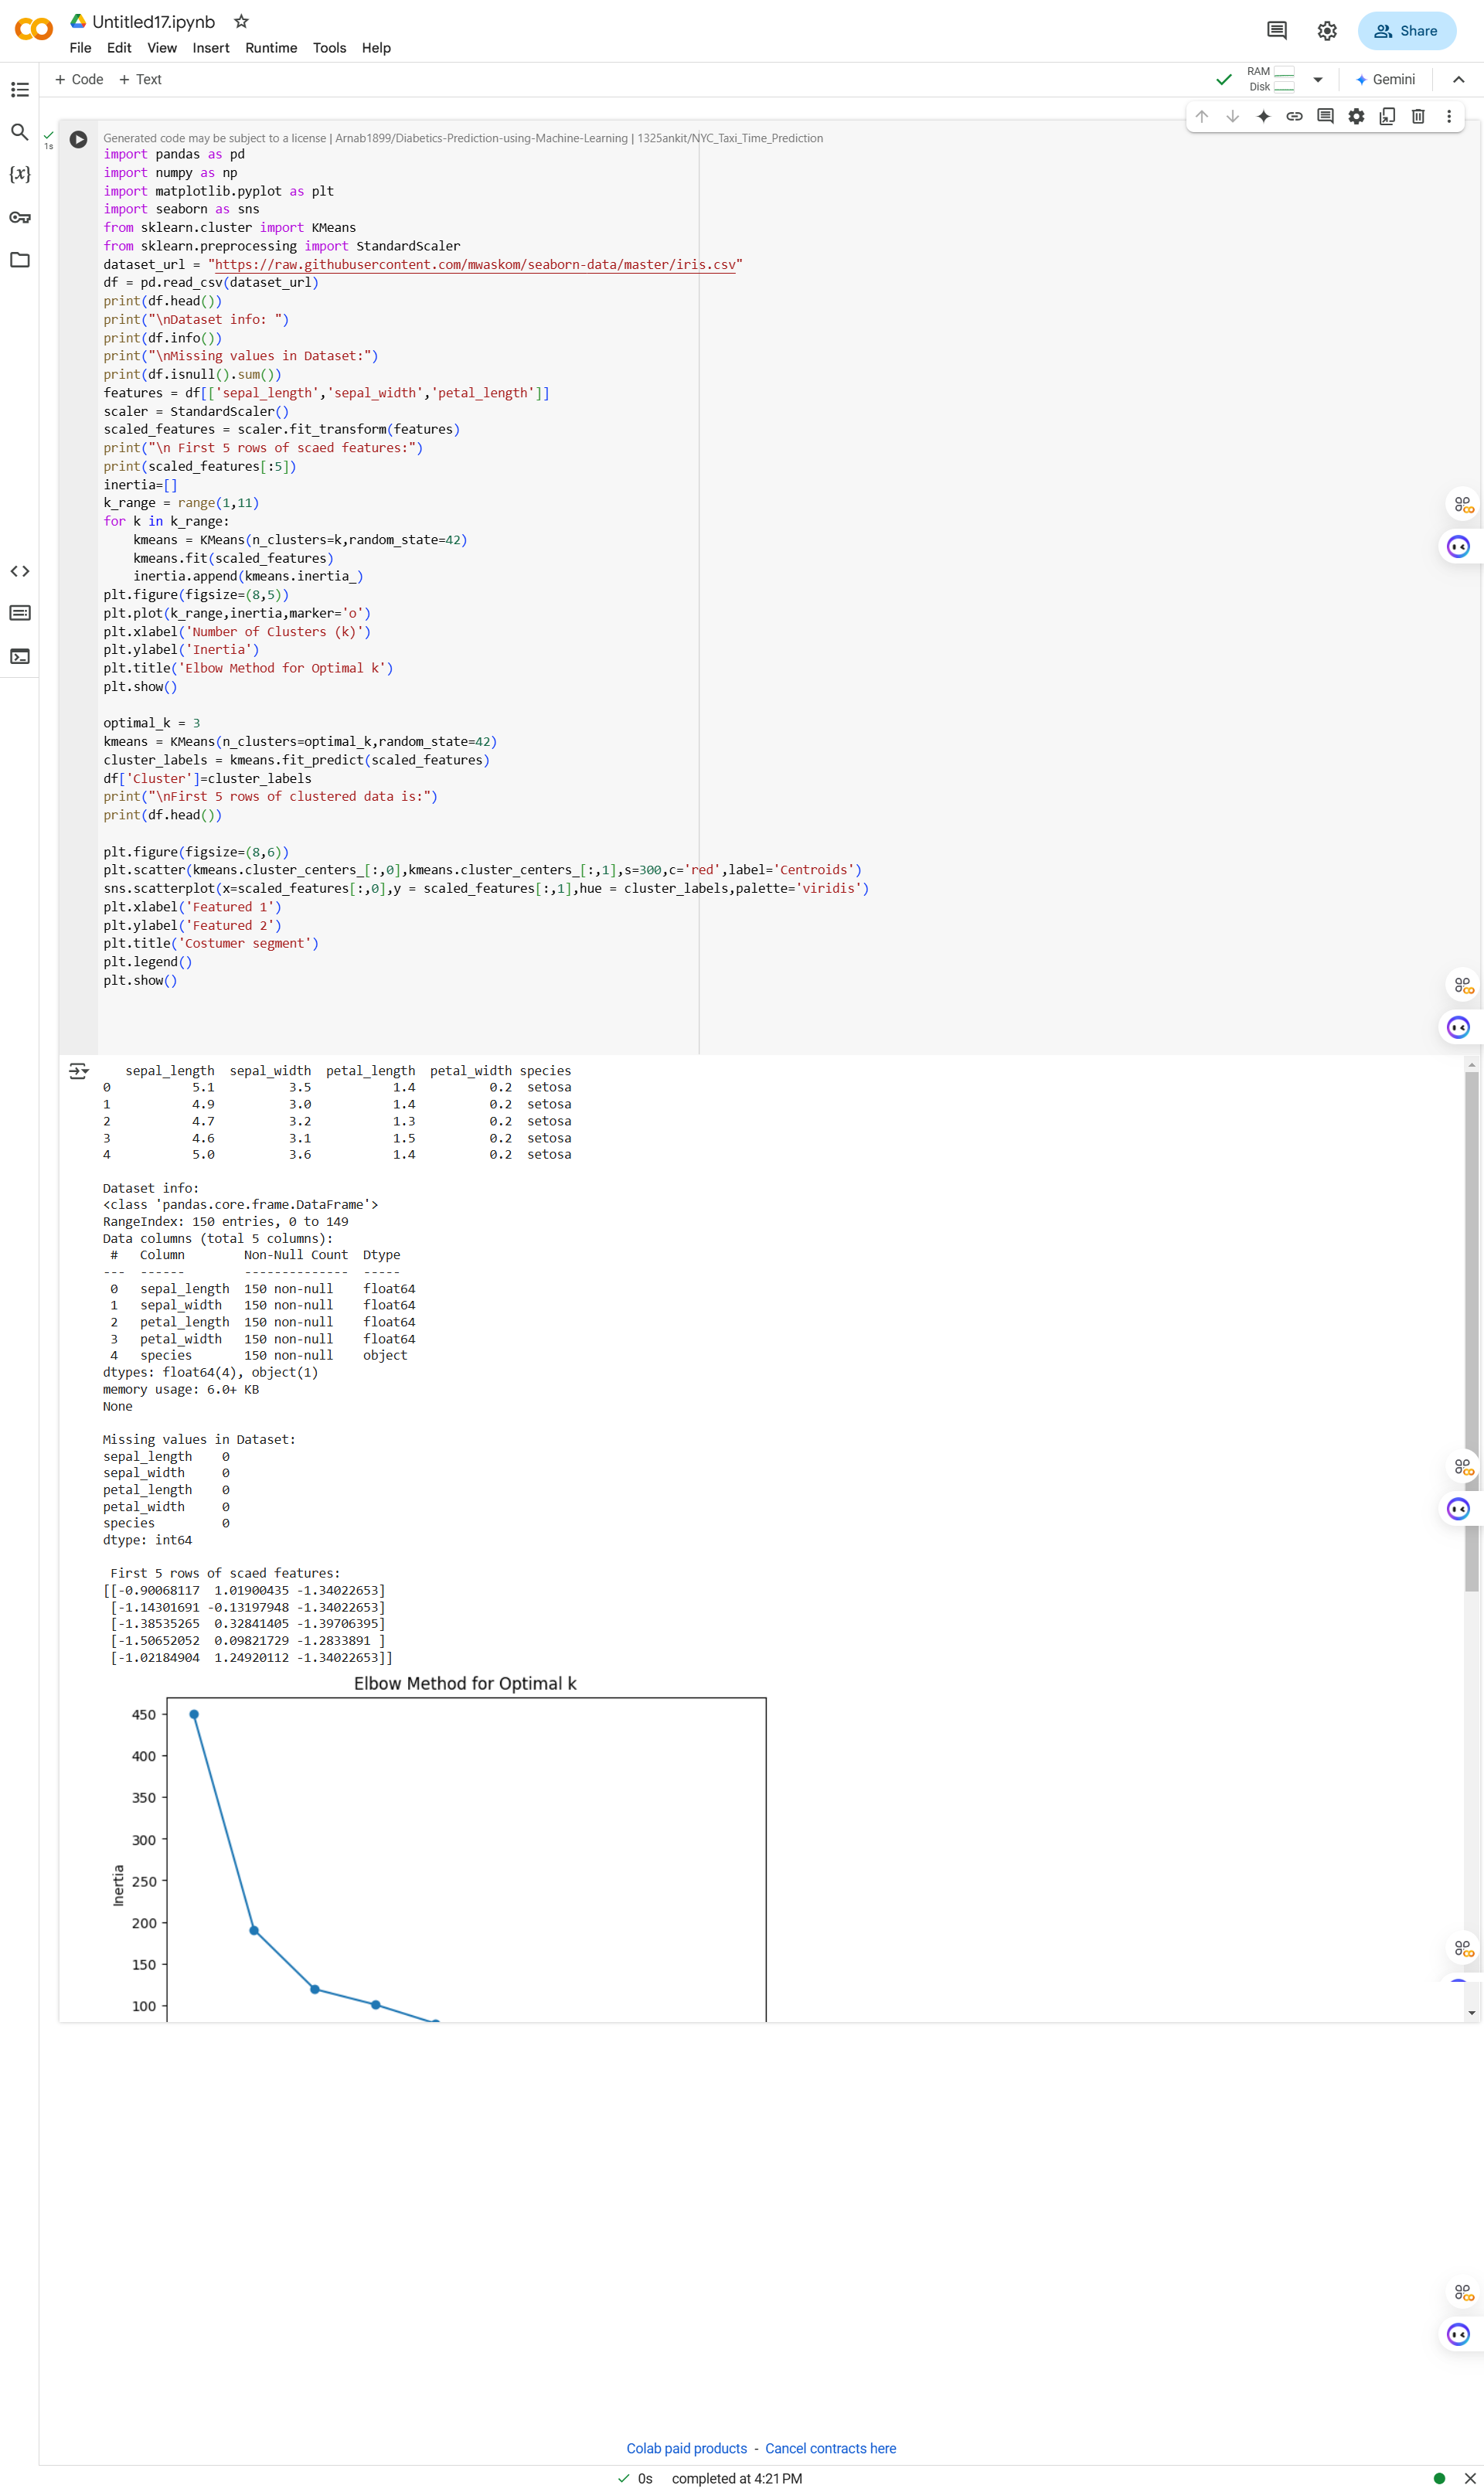 Untitled17.ipynb
File Edit View Insert Runtime Tools Help
Share
+ Code + Text
RAM
Disk
Gemini
1s
Generated code may be subject to a license | Arnab1899/Diabetics-Prediction-using-Machine-Learning | 1325ankit/NYC_Taxi_Time_Prediction
import pandas as pd
import numpy as np
import matplotlib.pyplot as plt
import seaborn as sns
from sklearn.cluster import KMeans
from sklearn.preprocessing import StandardScaler
dataset_url = "https://raw.githubusercontent.com/mwaskom/seaborn-data/master/iris.csv"
df = pd.read_csv(dataset_url)
print(df.head())
print("\nDataset info: ")
print(df.info())
print("\nMissing values in Dataset:")
print(df.isnull().sum())
features = df[['sepal_length','sepal_width','petal_length']]
scaler = StandardScaler()
scaled_features = scaler.fit_transform(features)
print("\n First 5 rows of scaed features:")
print(scaled_features[:5])
inertia=[]
k_range = range(1,11)
for k in k_range:
    kmeans = KMeans(n_clusters=k,random_state=42)
    kmeans.fit(scaled_features)
    inertia.append(kmeans.inertia_)
plt.figure(figsize=(8,5))
plt.plot(k_range,inertia,marker='o')
plt.xlabel('Number of Clusters (k)')
plt.ylabel('Inertia')
plt.title('Elbow Method for Optimal k')
plt.show()
optimal_k = 3
kmeans = KMeans(n_clusters=optimal_k,random_state=42)
cluster_labels = kmeans.fit_predict(scaled_features)
df['Cluster']=cluster_labels
print("\nFirst 5 rows of clustered data is:")
print(df.head())
plt.figure(figsize=(8,6))
plt.scatter(kmeans.cluster_centers_[:,0],kmeans.cluster_centers_[:,1],s=300,c='red',label='Centroids')
sns.scatterplot(x=scaled_features[:,0],y = scaled_features[:,1],hue = cluster_labels,palette='viridis')
plt.xlabel('Featured 1')
plt.ylabel('Featured 2')
plt.title('Costumer segment')
plt.legend()
plt.show()
   sepal_length  sepal_width  petal_length  petal_width species
0           5.1          3.5           1.4          0.2  setosa
1           4.9          3.0           1.4          0.2  setosa
2           4.7          3.2           1.3          0.2  setosa
3           4.6          3.1           1.5          0.2  setosa
4           5.0          3.6           1.4          0.2  setosa
Dataset info:
<class 'pandas.core.frame.DataFrame'>
RangeIndex: 150 entries, 0 to 149
Data columns (total 5 columns):
 #   Column        Non-Null Count  Dtype
---  ------        --------------  -----
 0   sepal_length  150 non-null    float64
 1   sepal_width   150 non-null    float64
 2   petal_length  150 non-null    float64
 3   petal_width   150 non-null    float64
 4   species       150 non-null    object
dtypes: float64(4), object(1)
memory usage: 6.0+ KB
None
Missing values in Dataset:
sepal_length    0
sepal_width     0
petal_length    0
petal_width     0
species         0
dtype: int64
 First 5 rows of scaed features:
[[-0.90068117  1.01900435 -1.34022653]
 [-1.14301691 -0.13197948 -1.34022653]
 [-1.38535265  0.32841405 -1.39706395]
 [-1.50652052  0.09821729 -1.2833891 ]
 [-1.02184904  1.24920112 -1.34022653]]
Elbow Method for Optimal k
450
400
350
300
250
200
150
100
Inertia
Colab paid products - Cancel contracts here
0s completed at 4:21 PM